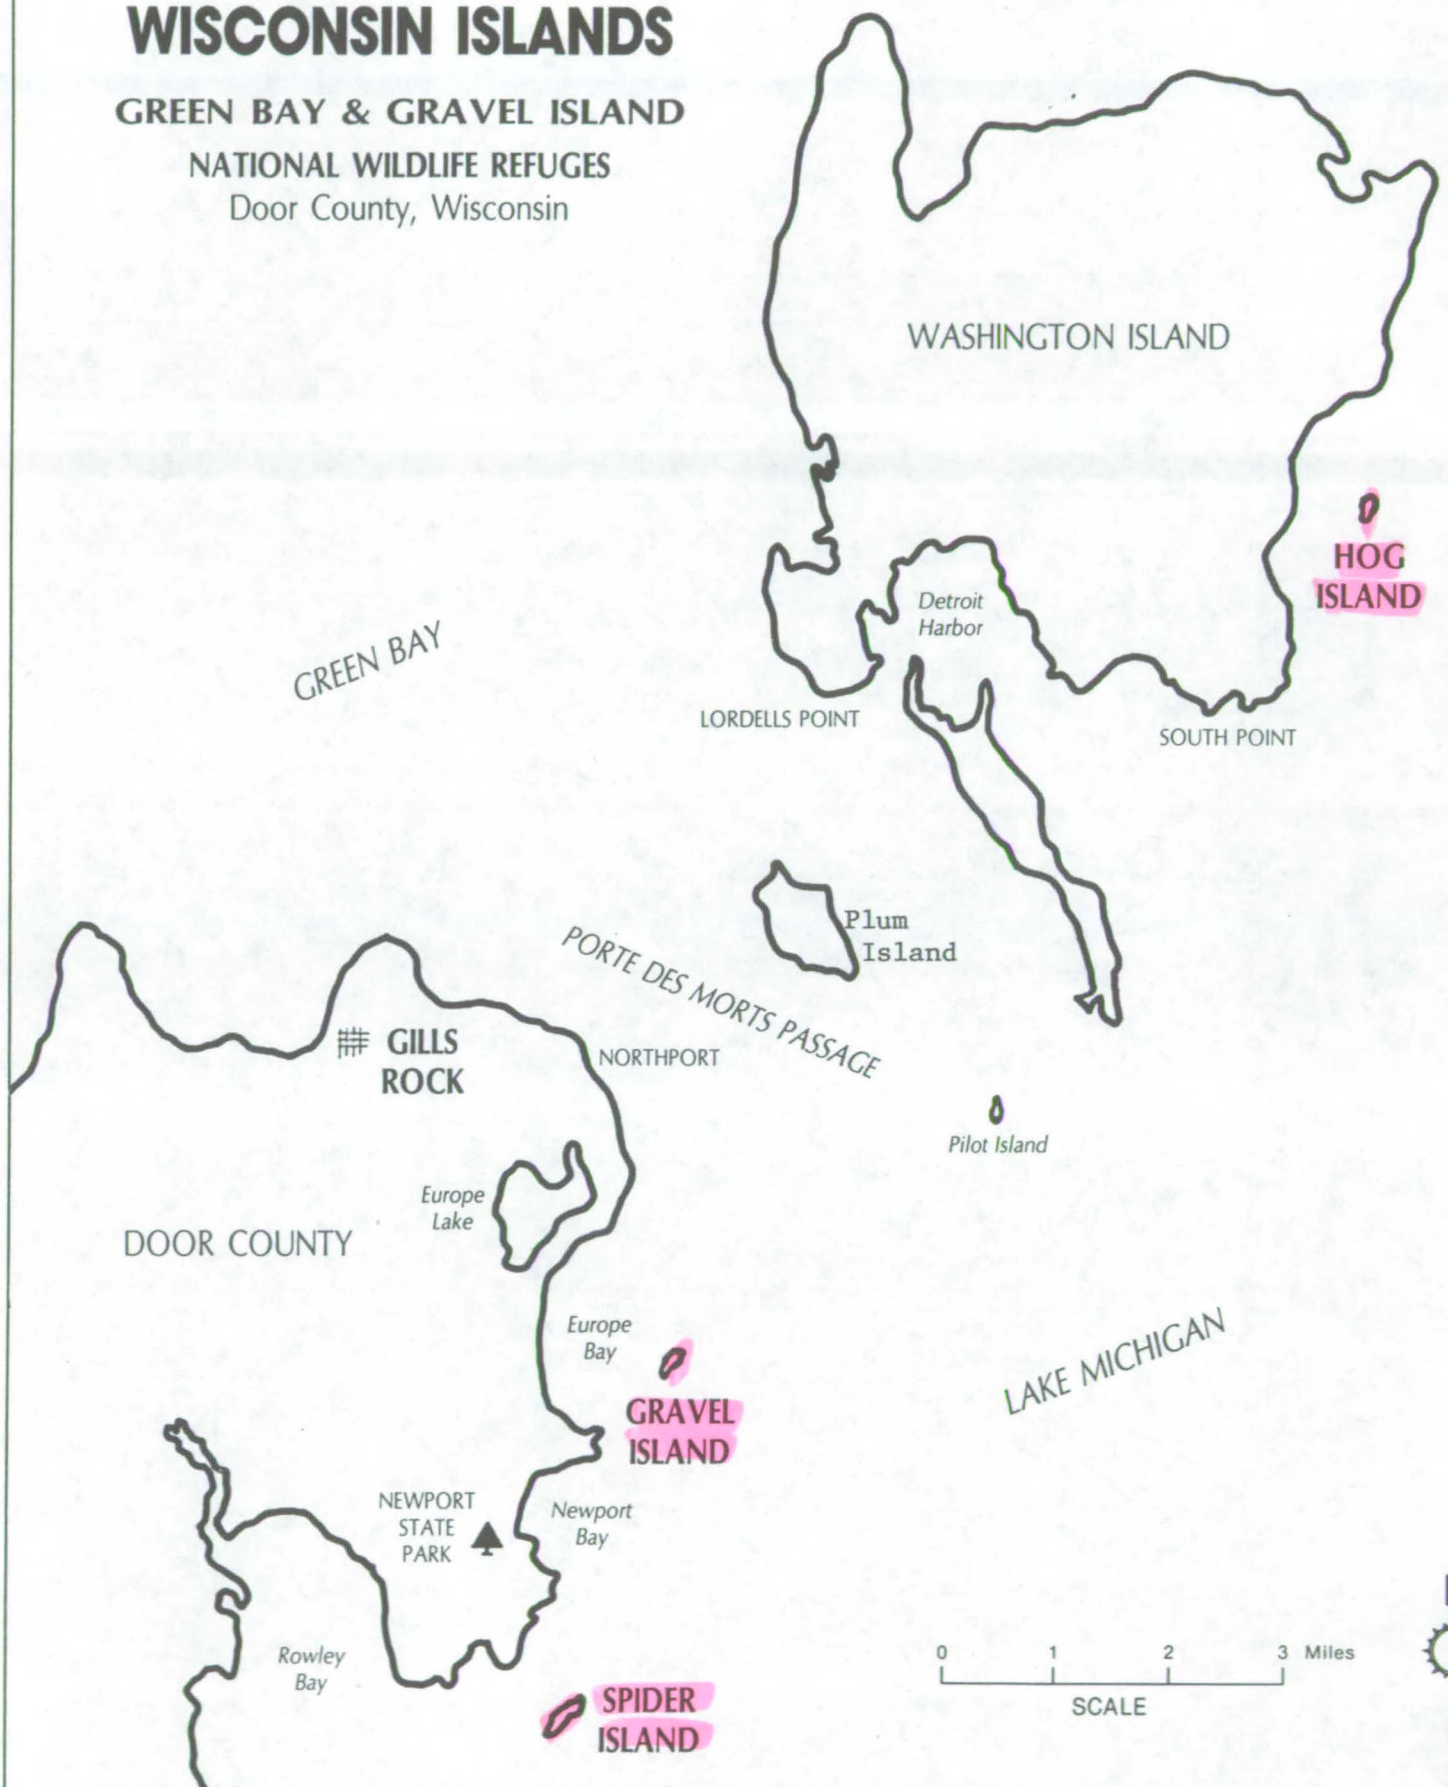 WISCONSIN ISLANDS
GREEN BAY & GRAVEL ISLAND
NATIONAL WILDLIFE REFUGES
Door County, Wisconsin
WASHINGTON ISLAND
HOG
ISLAND
Detroit
Harbor
GREEN BAY
LORDELLS POINT
SOUTH POINT
Plum
Island
PORTE DES MORTS PASSAGE
GILLS
ROCK
NORTHPORT
Pilot Island
Europe
Lake
DOOR COUNTY
Europe
Bay
LAKE MICHIGAN
GRAVEL
ISLAND
NEWPORT
STATE
PARK
Newport
Bay
Rowley
Bay
0 1 2 3 Miles
SCALE
SPIDER
ISLAND